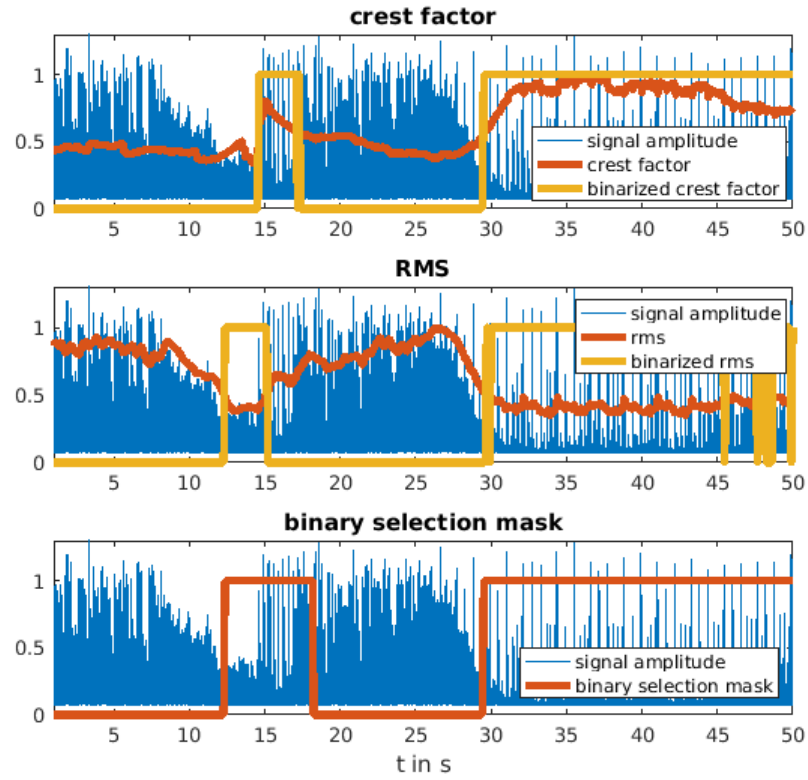 crest factor
1
0.5
0
signal amplitude
crest factor
binarized crest factor
5 10 15 20 25 30 35 40 45 50
RMS
1
0.5
0
signal amplitude
rms
binarized rms
5 10 15 20 25 30 35 40 45 50
binary selection mask
1
0.5
0
signal amplitude
binary selection mask
5 10 15 20 25 30 35 40 45 50
t in s